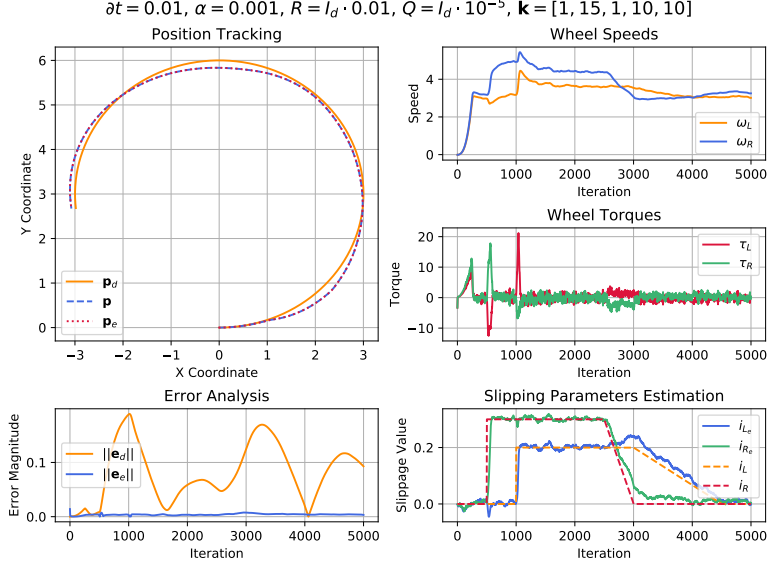 ∂t = 0.01, α = 0.001, R = I_d · 0.01, Q = I_d · 10⁻⁵, k = [1, 15, 1, 10, 10]
Position Tracking
6
5
4
3
2
1
0
Y Coordinate
−3 −2 −1 0 1 2 3
X Coordinate
p_d
p
p_e
Wheel Speeds
4
2
0
Speed
0 1000 2000 3000 4000 5000
Iteration
ω_L
ω_R
Wheel Torques
20
10
0
−10
Torque
0 1000 2000 3000 4000 5000
Iteration
τ_L
τ_R
Error Analysis
0.1
0.0
Error Magnitude
0 1000 2000 3000 4000 5000
Iteration
||e_d||
||e_e||
Slipping Parameters Estimation
0.2
0.0
Slippage Value
0 1000 2000 3000 4000 5000
Iteration
i_{L_e}
i_{R_e}
i_L
i_R